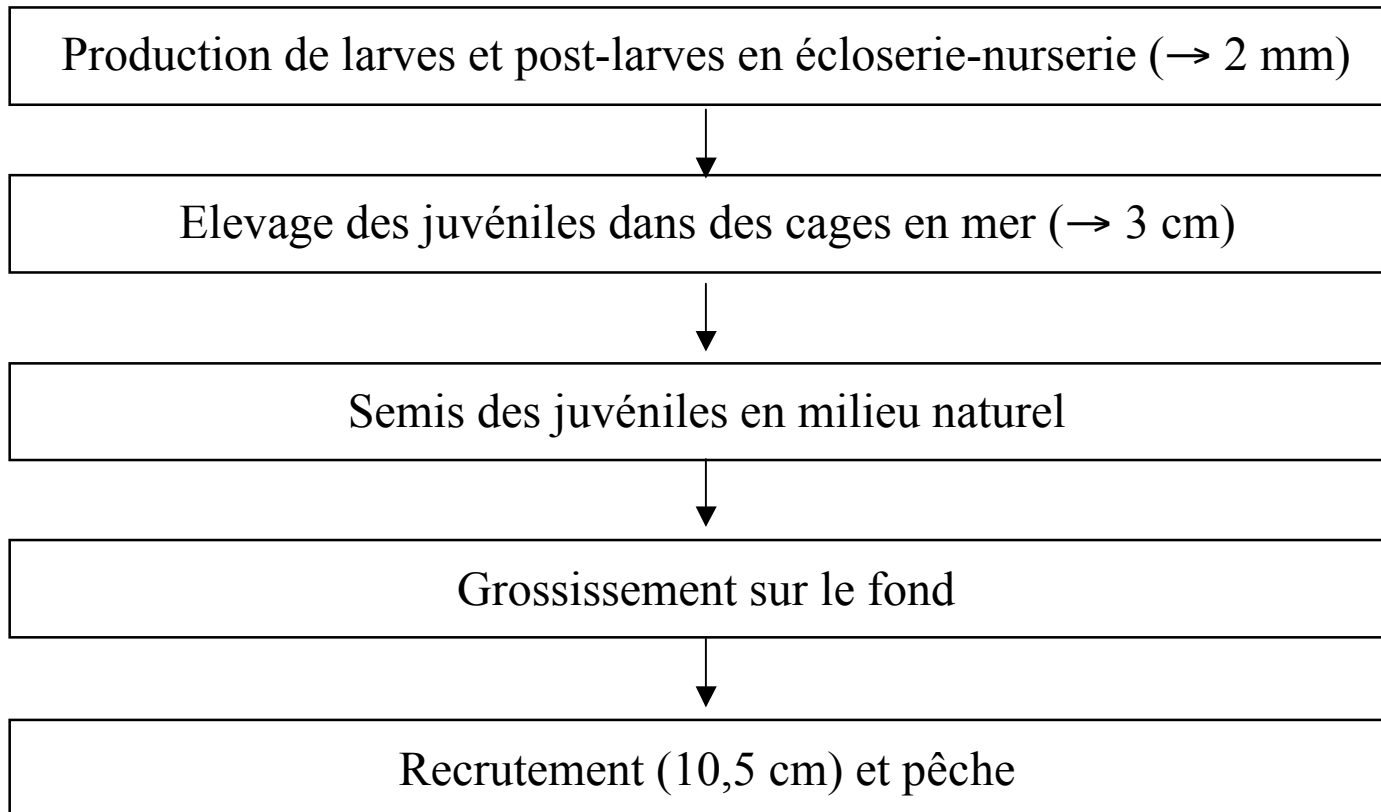 Production de larves et post-larves en écloserie-nurserie (→ 2 mm)
Elevage des juvéniles dans des cages en mer (→ 3 cm)
Semis des juvéniles en milieu naturel
Grossissement sur le fond
Recrutement (10,5 cm) et pêche